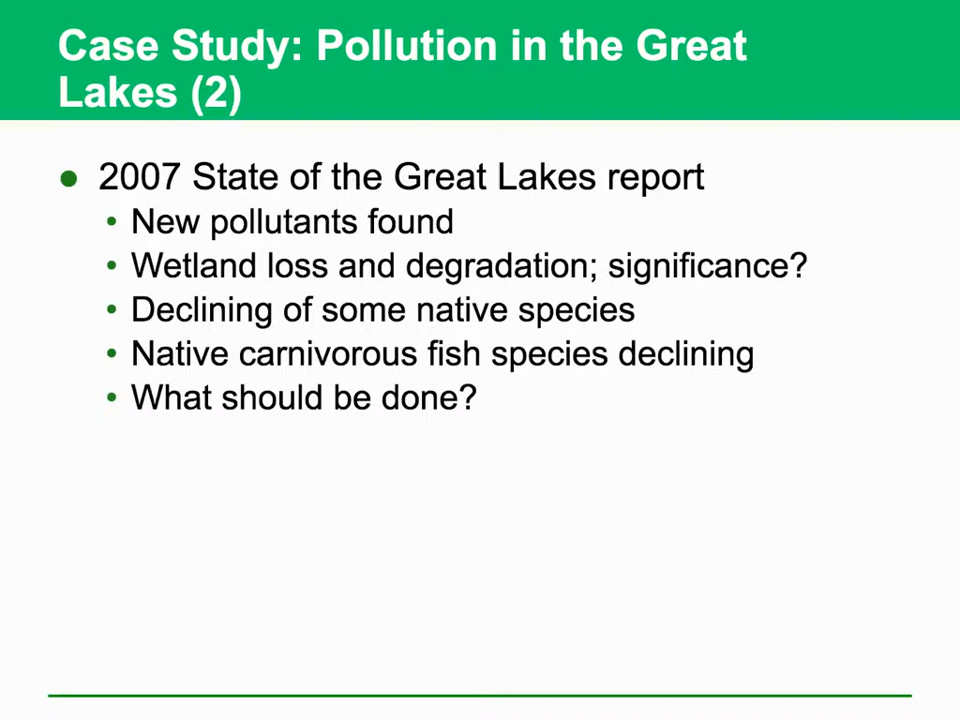 Case Study: Pollution in the Great
Lakes (2)
● 2007 State of the Great Lakes report
• New pollutants found
• Wetland loss and degradation; significance?
• Declining of some native species
• Native carnivorous fish species declining
• What should be done?